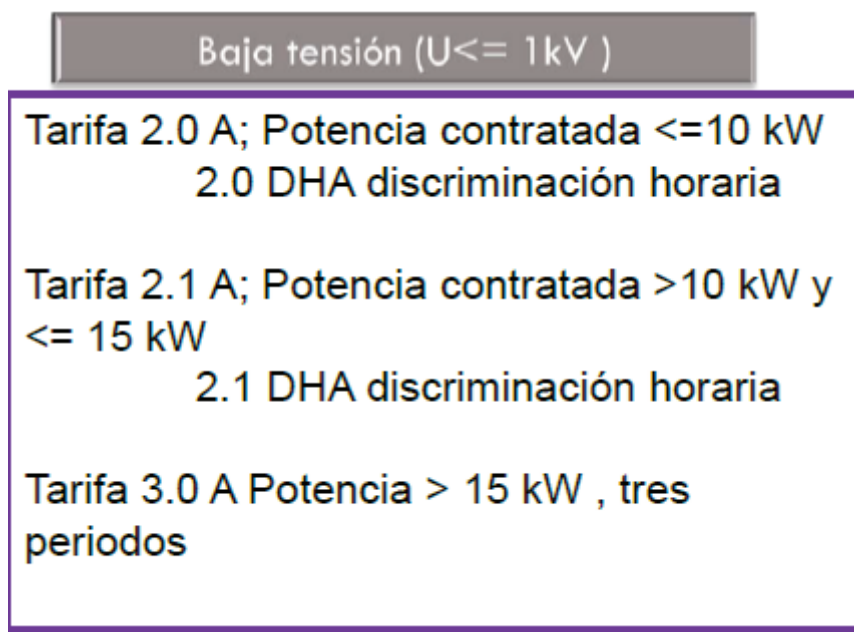 Baja tensión (U<= 1kV )
Tarifa 2.0 A; Potencia contratada <=10 kW
2.0 DHA discriminación horaria
Tarifa 2.1 A; Potencia contratada >10 kW y
<= 15 kW
2.1 DHA discriminación horaria
Tarifa 3.0 A Potencia > 15 kW , tres
periodos